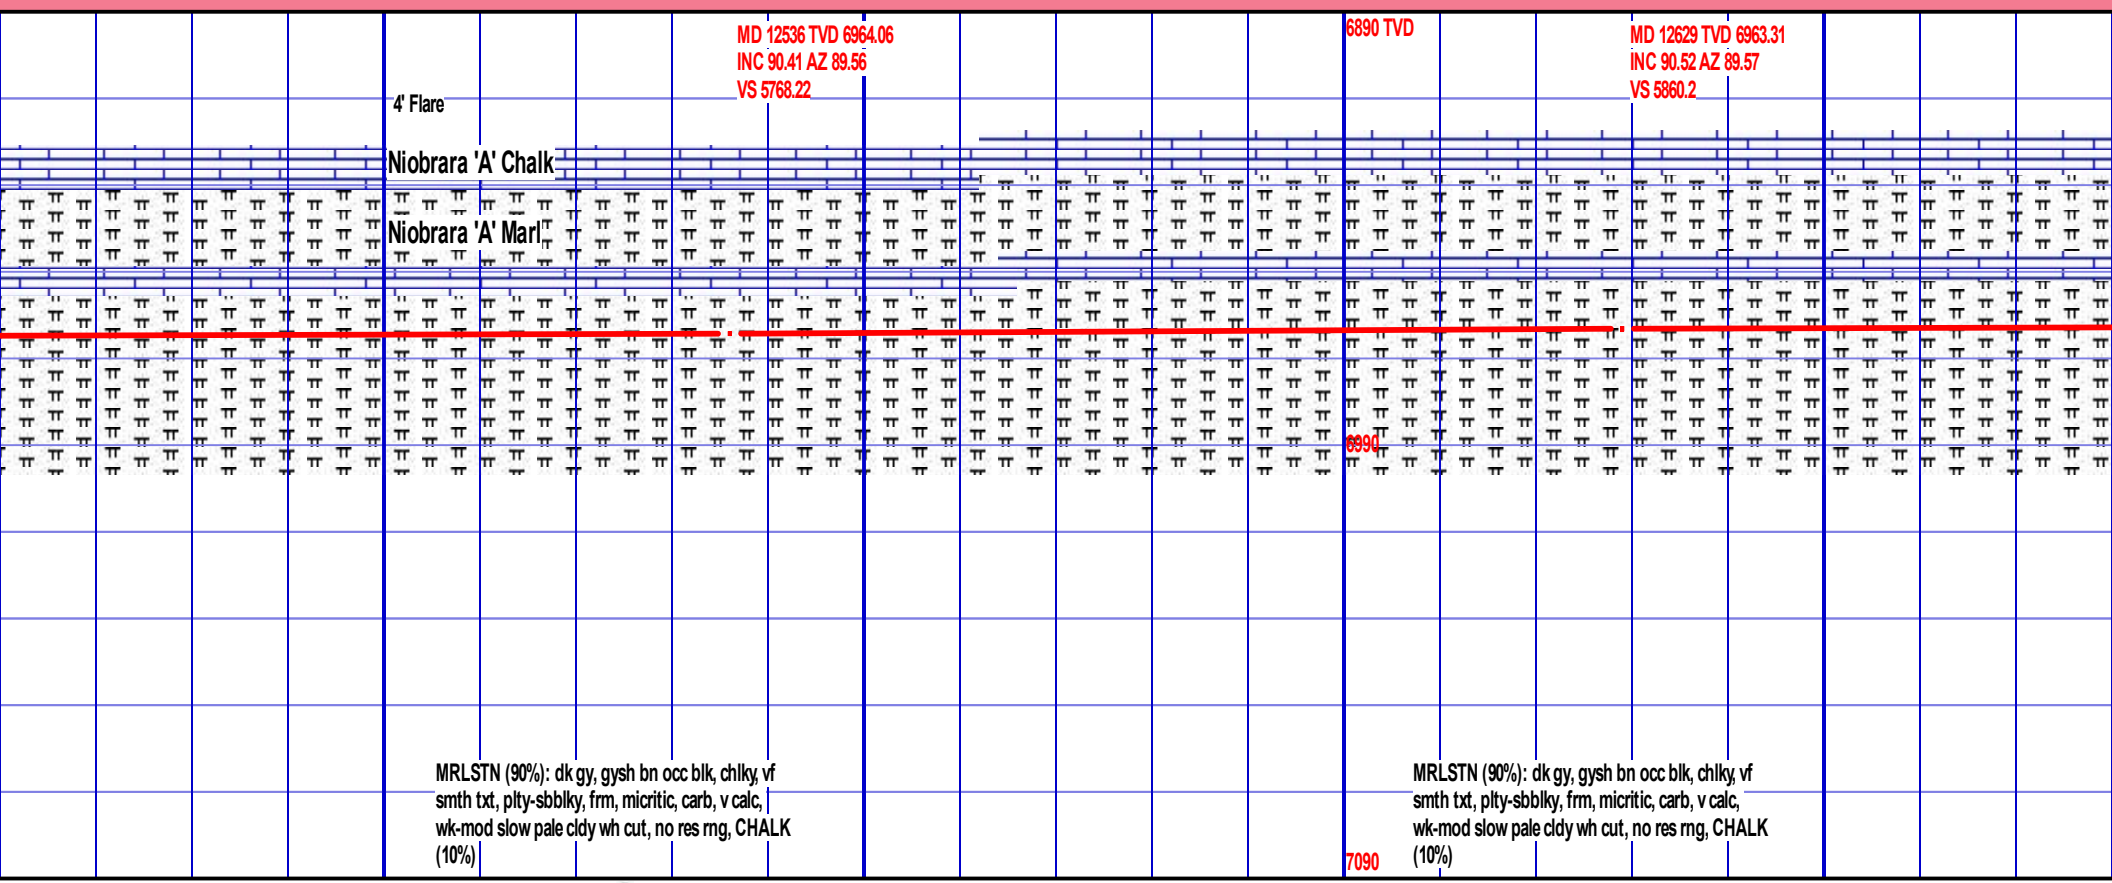 MD 12536 TVD 6964.06
INC 90.41 AZ 89.56
VS 5768.22
6890 TVD
MD 12629 TVD 6963.31
INC 90.52 AZ 89.57
VS 5860.2
4' Flare
Niobrara 'A' Chalk
Niobrara 'A' Marl
6990
MRLSTN (90%): dk gy, gysh bn occ blk, chlky, vf
smth txt, plty-sbblky, frm, micritic, carb, v calc,
wk-mod slow pale cldy wh cut, no res rng, CHALK
(10%)
7090
MRLSTN (90%): dk gy, gysh bn occ blk, chlky, vf
smth txt, plty-sbblky, frm, micritic, carb, v calc,
wk-mod slow pale cldy wh cut, no res rng, CHALK
(10%)